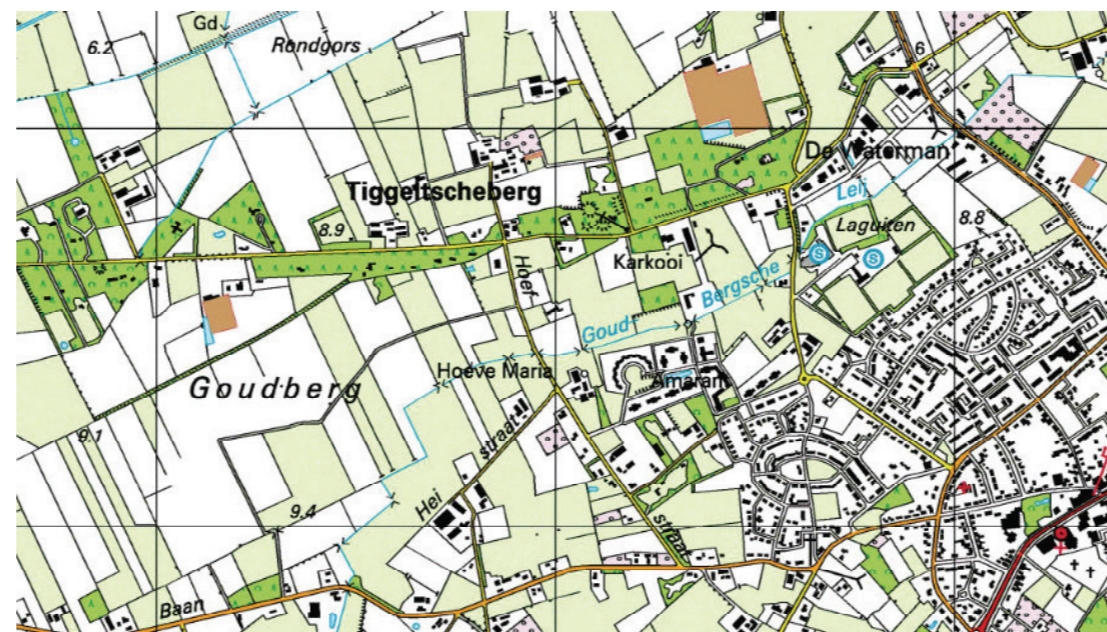 Gd
6.2
Rondgors
6
De Waterman
Tiggeltscheberg
Leij
8.9
Laguiten
8.8
Karkooi
Hoef
S
S
Bergsche
Goud-
Hoeve Maria
Amarant
Goudberg
9.1
straat
Hei
9.4
straat
Baan